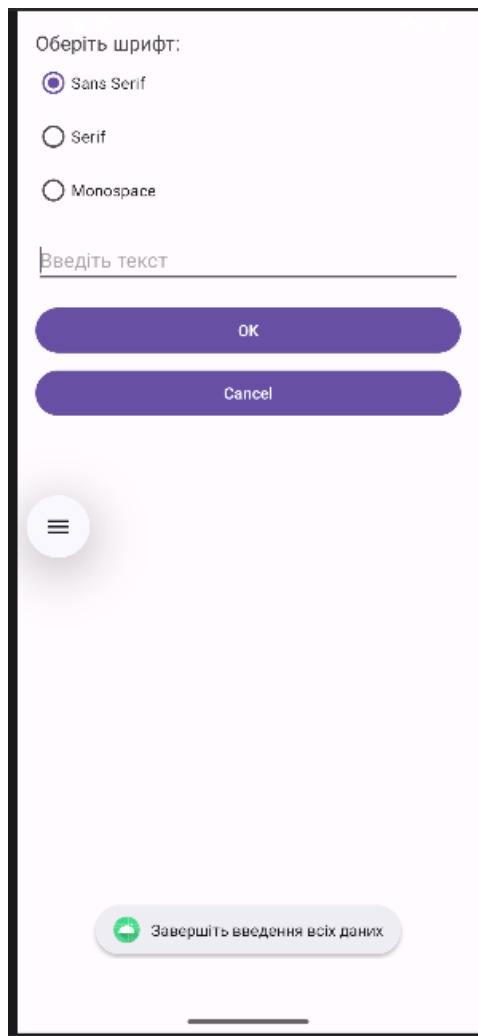 Оберіть шрифт:
Sans Serif
Serif
Monospace
Введіть текст
OK
Cancel
Завершіть введення всіх даних